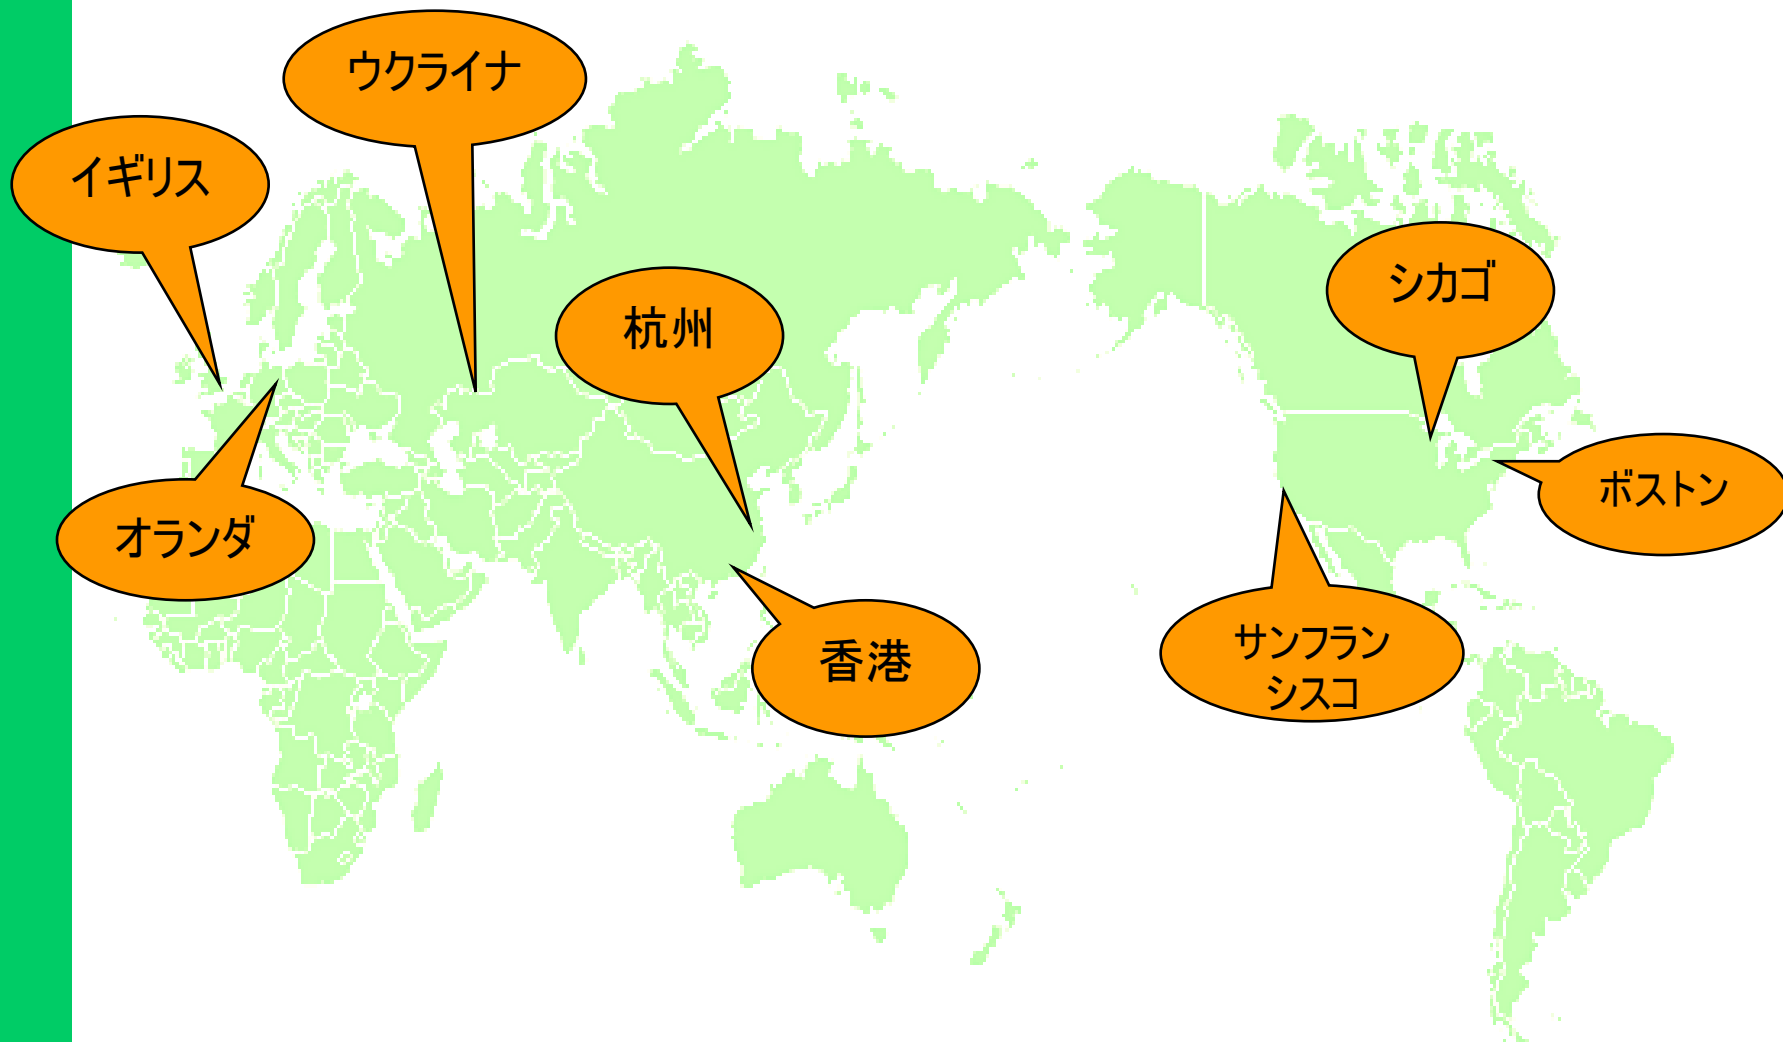 ウクライナ
イギリス
シカゴ
杭州
ボストン
オランダ
香港
サンフラン
シスコ